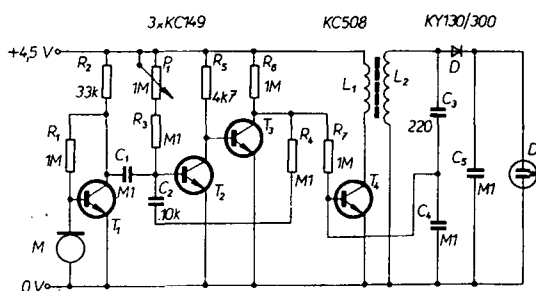 3xKC149 KC508 KY130/300
+4,5 V
R2 P1 R5 R6
33k 1M 4k7 1M
L1 L2 D
C3
220
R1 R3 T3 R4 R7
1M M1 M1 1M
C1 C5 D
M1 M1
C2 T2 T4
10k
T1 C4
M1
M
0 V